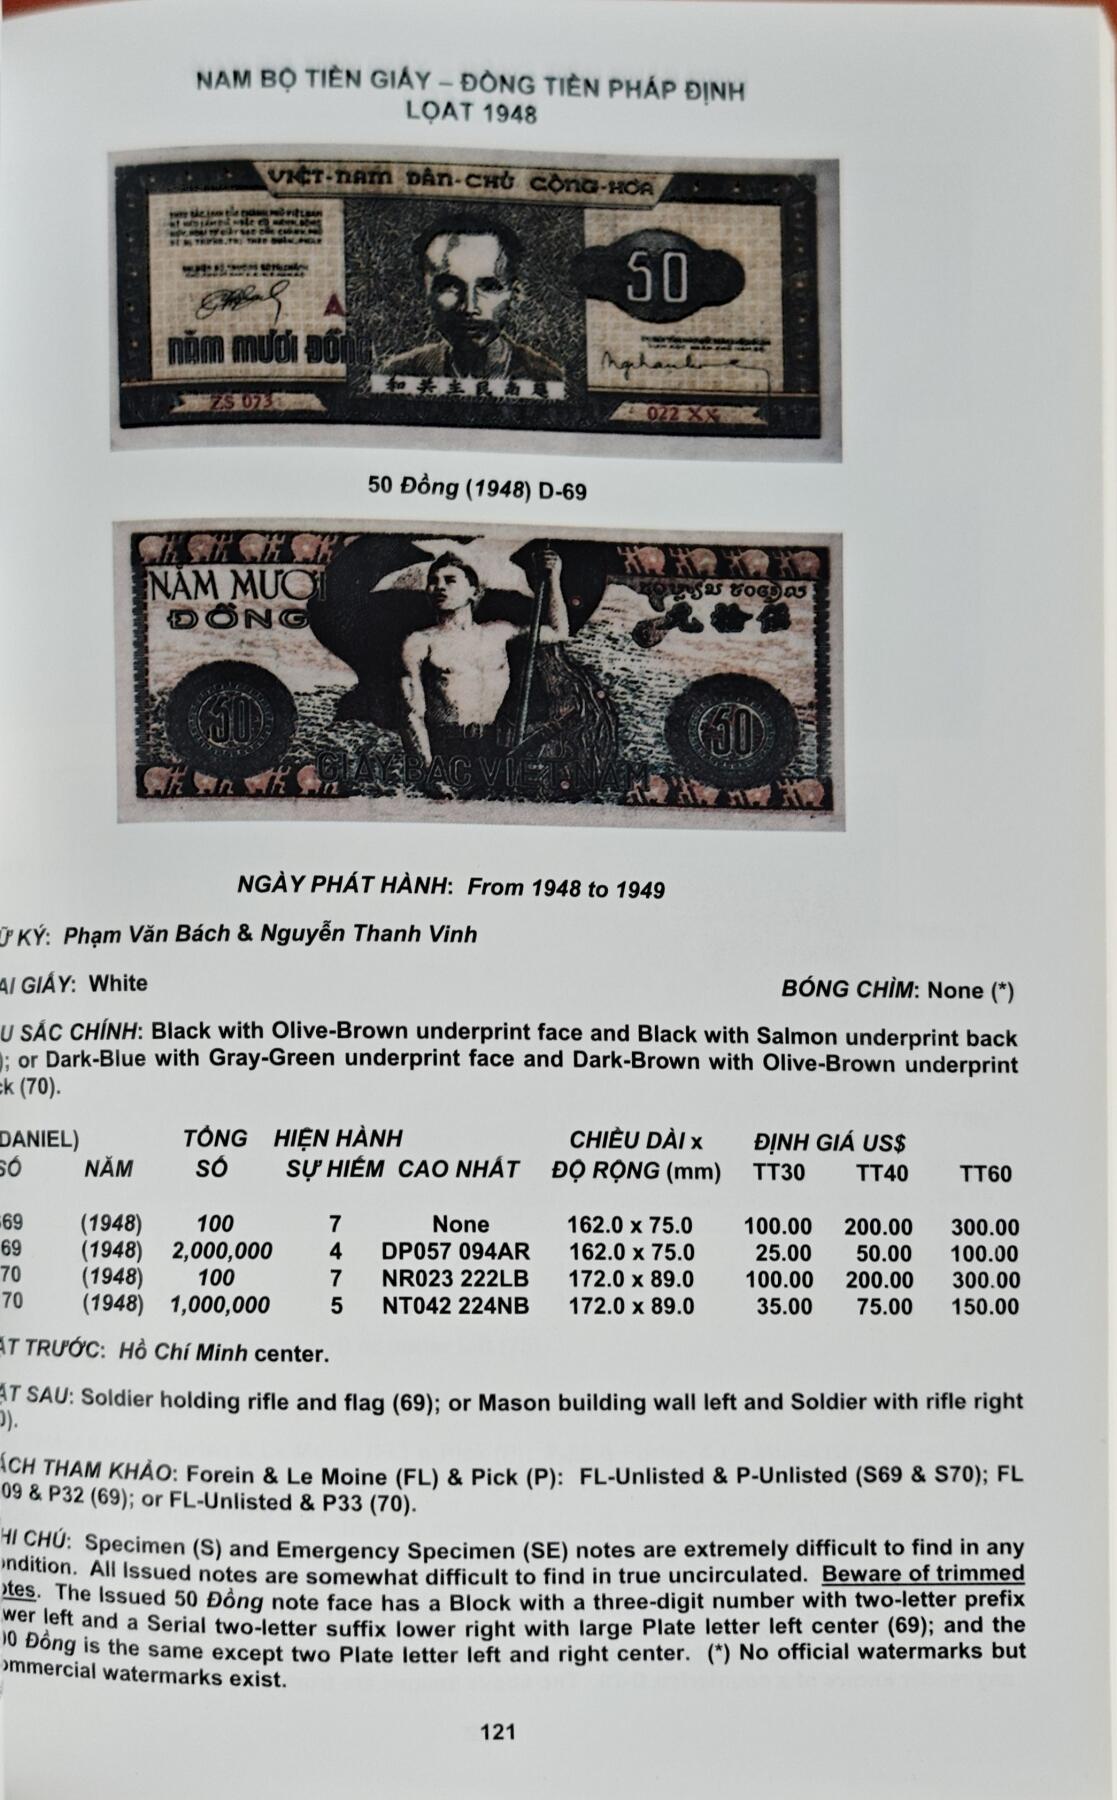 NAM BỘ TIỀN GIẤY – ĐỒNG TIỀN PHÁP ĐỊNH
LOẠT 1948
VIỆT-NAM DÂN-CHỦ CỘNG-HÒA
50
A
NĂM MƯƠI ĐỒNG
和共主民南越
ZS 073
022 XX
50 Đồng (1948) D-69
NĂM MƯƠI
ĐỒNG
元拾伍
50
50
GIẤY BẠC VIỆT NAM
NGÀY PHÁT HÀNH: From 1948 to 1949
Ữ KÝ: Phạm Văn Bách & Nguyễn Thanh Vinh
ẠI GIẤY: White BÓNG CHÌM: None (*)
U SẮC CHÍNH: Black with Olive-Brown underprint face and Black with Salmon underprint back
); or Dark-Blue with Gray-Green underprint face and Dark-Brown with Olive-Brown underprint
ck (70).
DANIEL) TỔNG HIỆN HÀNH CHIỀU DÀI x ĐỊNH GIÁ US$
SỐ NĂM SỐ SỰ HIẾM CAO NHẤT ĐỘ RỘNG (mm) TT30 TT40 TT60
69 (1948) 100 7 None 162.0 x 75.0 100.00 200.00 300.00
69 (1948) 2,000,000 4 DP057 094AR 162.0 x 75.0 25.00 50.00 100.00
70 (1948) 100 7 NR023 222LB 172.0 x 89.0 100.00 200.00 300.00
70 (1948) 1,000,000 5 NT042 224NB 172.0 x 89.0 35.00 75.00 150.00
ẶT TRƯỚC: Hồ Chí Minh center.
ẶT SAU: Soldier holding rifle and flag (69); or Mason building wall left and Soldier with rifle right
0).
ÁCH THAM KHẢO: Forein & Le Moine (FL) & Pick (P): FL-Unlisted & P-Unlisted (S69 & S70); FL
09 & P32 (69); or FL-Unlisted & P33 (70).
HI CHÚ: Specimen (S) and Emergency Specimen (SE) notes are extremely difficult to find in any
ondition. All Issued notes are somewhat difficult to find in true uncirculated. Beware of trimmed
otes. The Issued 50 Đồng note face has a Block with a three-digit number with two-letter prefix
wer left and a Serial two-letter suffix lower right with large Plate letter left center (69); and the
00 Đồng is the same except two Plate letter left and right center. (*) No official watermarks but
ommercial watermarks exist.
121